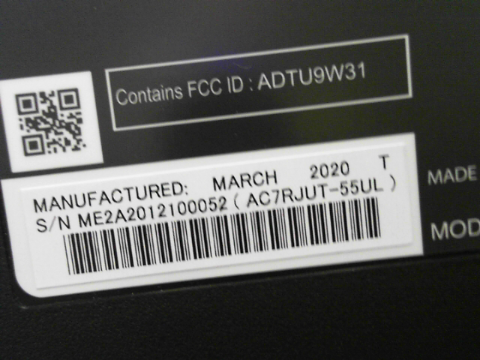 Contains FCC ID : ADTU9W31
MANUFACTURED: MARCH 2020 T
S/N ME2A2012100052 ( AC7RJUT-55UL )
MADE
MOD